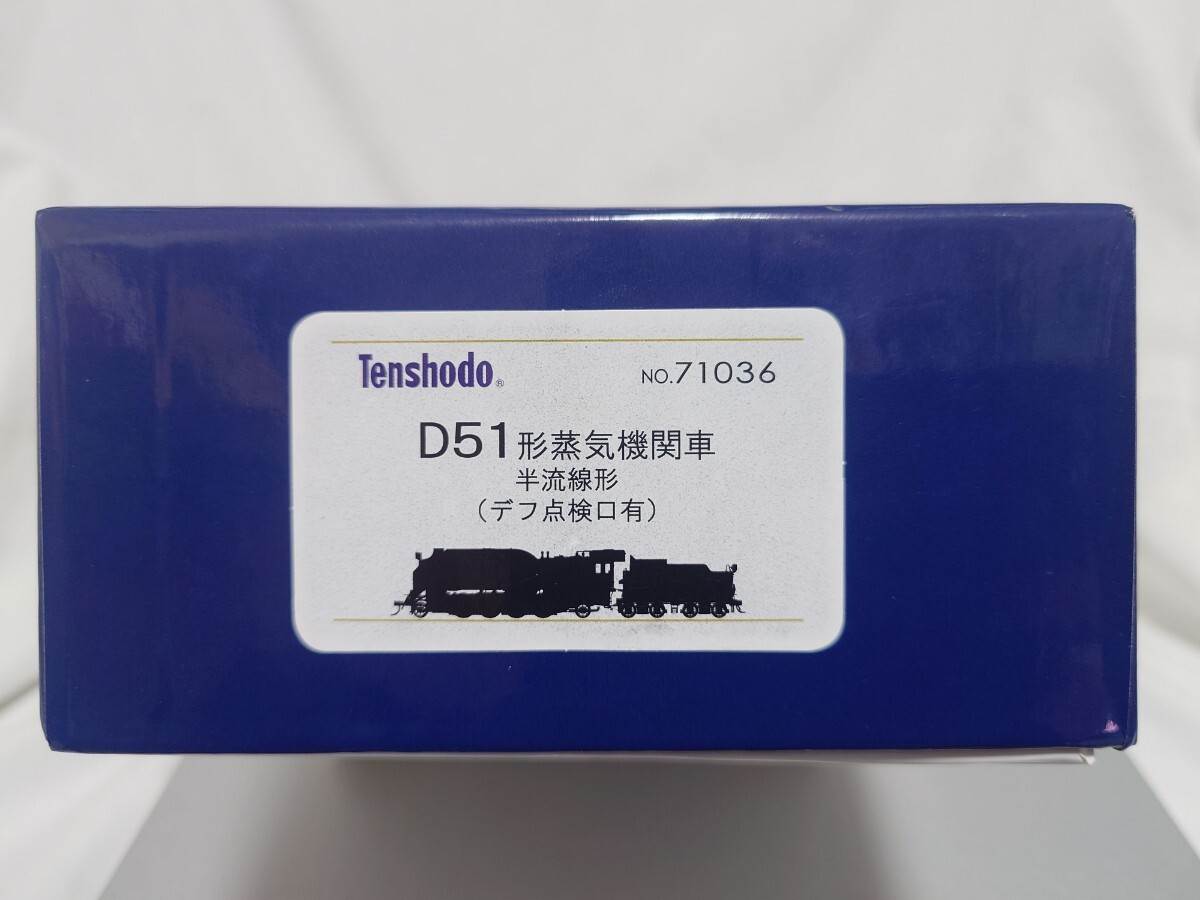 Tenshodo® NO.71036
D51形蒸気機関車
半流線形
（デフ点検口有）